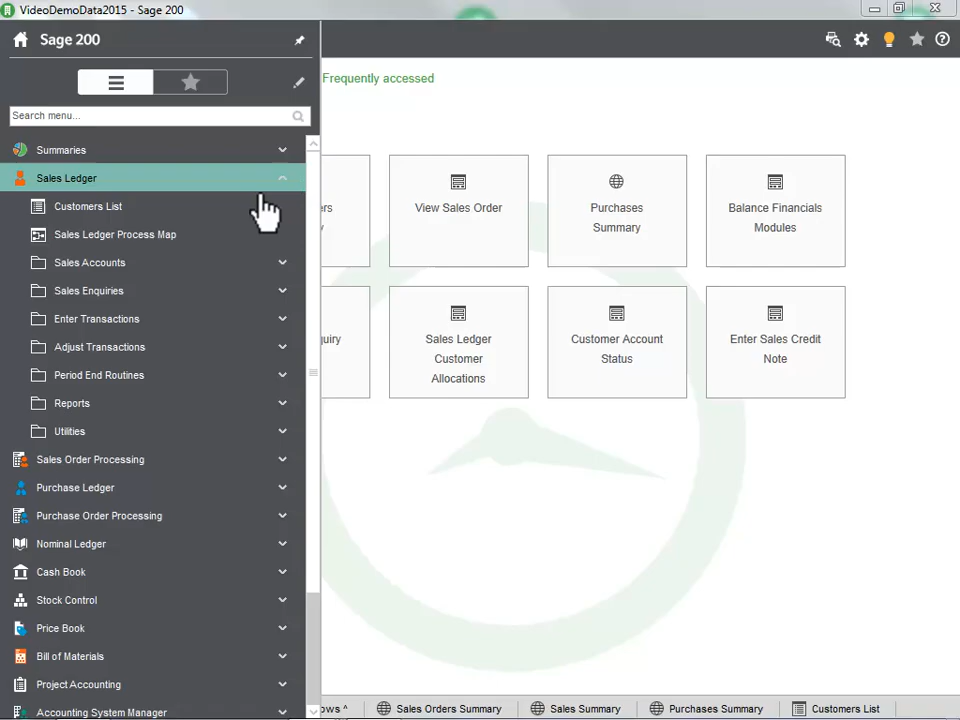 VideoDemoData2015 - Sage 200
Sage 200
Search menu...
Summaries
Sales Ledger
Customers List
Sales Ledger Process Map
Sales Accounts
Sales Enquiries
Enter Transactions
Adjust Transactions
Period End Routines
Reports
Utilities
Sales Order Processing
Purchase Ledger
Purchase Order Processing
Nominal Ledger
Cash Book
Stock Control
Price Book
Bill of Materials
Project Accounting
Accounting System Manager
Frequently accessed
ers
y
View Sales Order
Purchases
Summary
Balance Financials
Modules
quiry
Sales Ledger
Customer
Allocations
Customer Account
Status
Enter Sales Credit
Note
ows ^
Sales Orders Summary
Sales Summary
Purchases Summary
Customers List